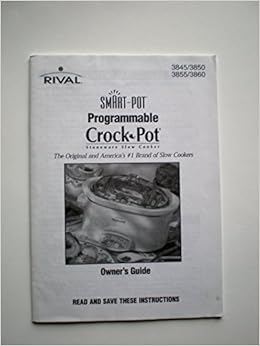 RIVAL
3845/3850
3855/3860
SMART-POT
Programmable
Crock-Pot
Stoneware Slow Cooker
The Original and America's #1 Brand of Slow Cookers
Owner's Guide
READ AND SAVE THESE INSTRUCTIONS